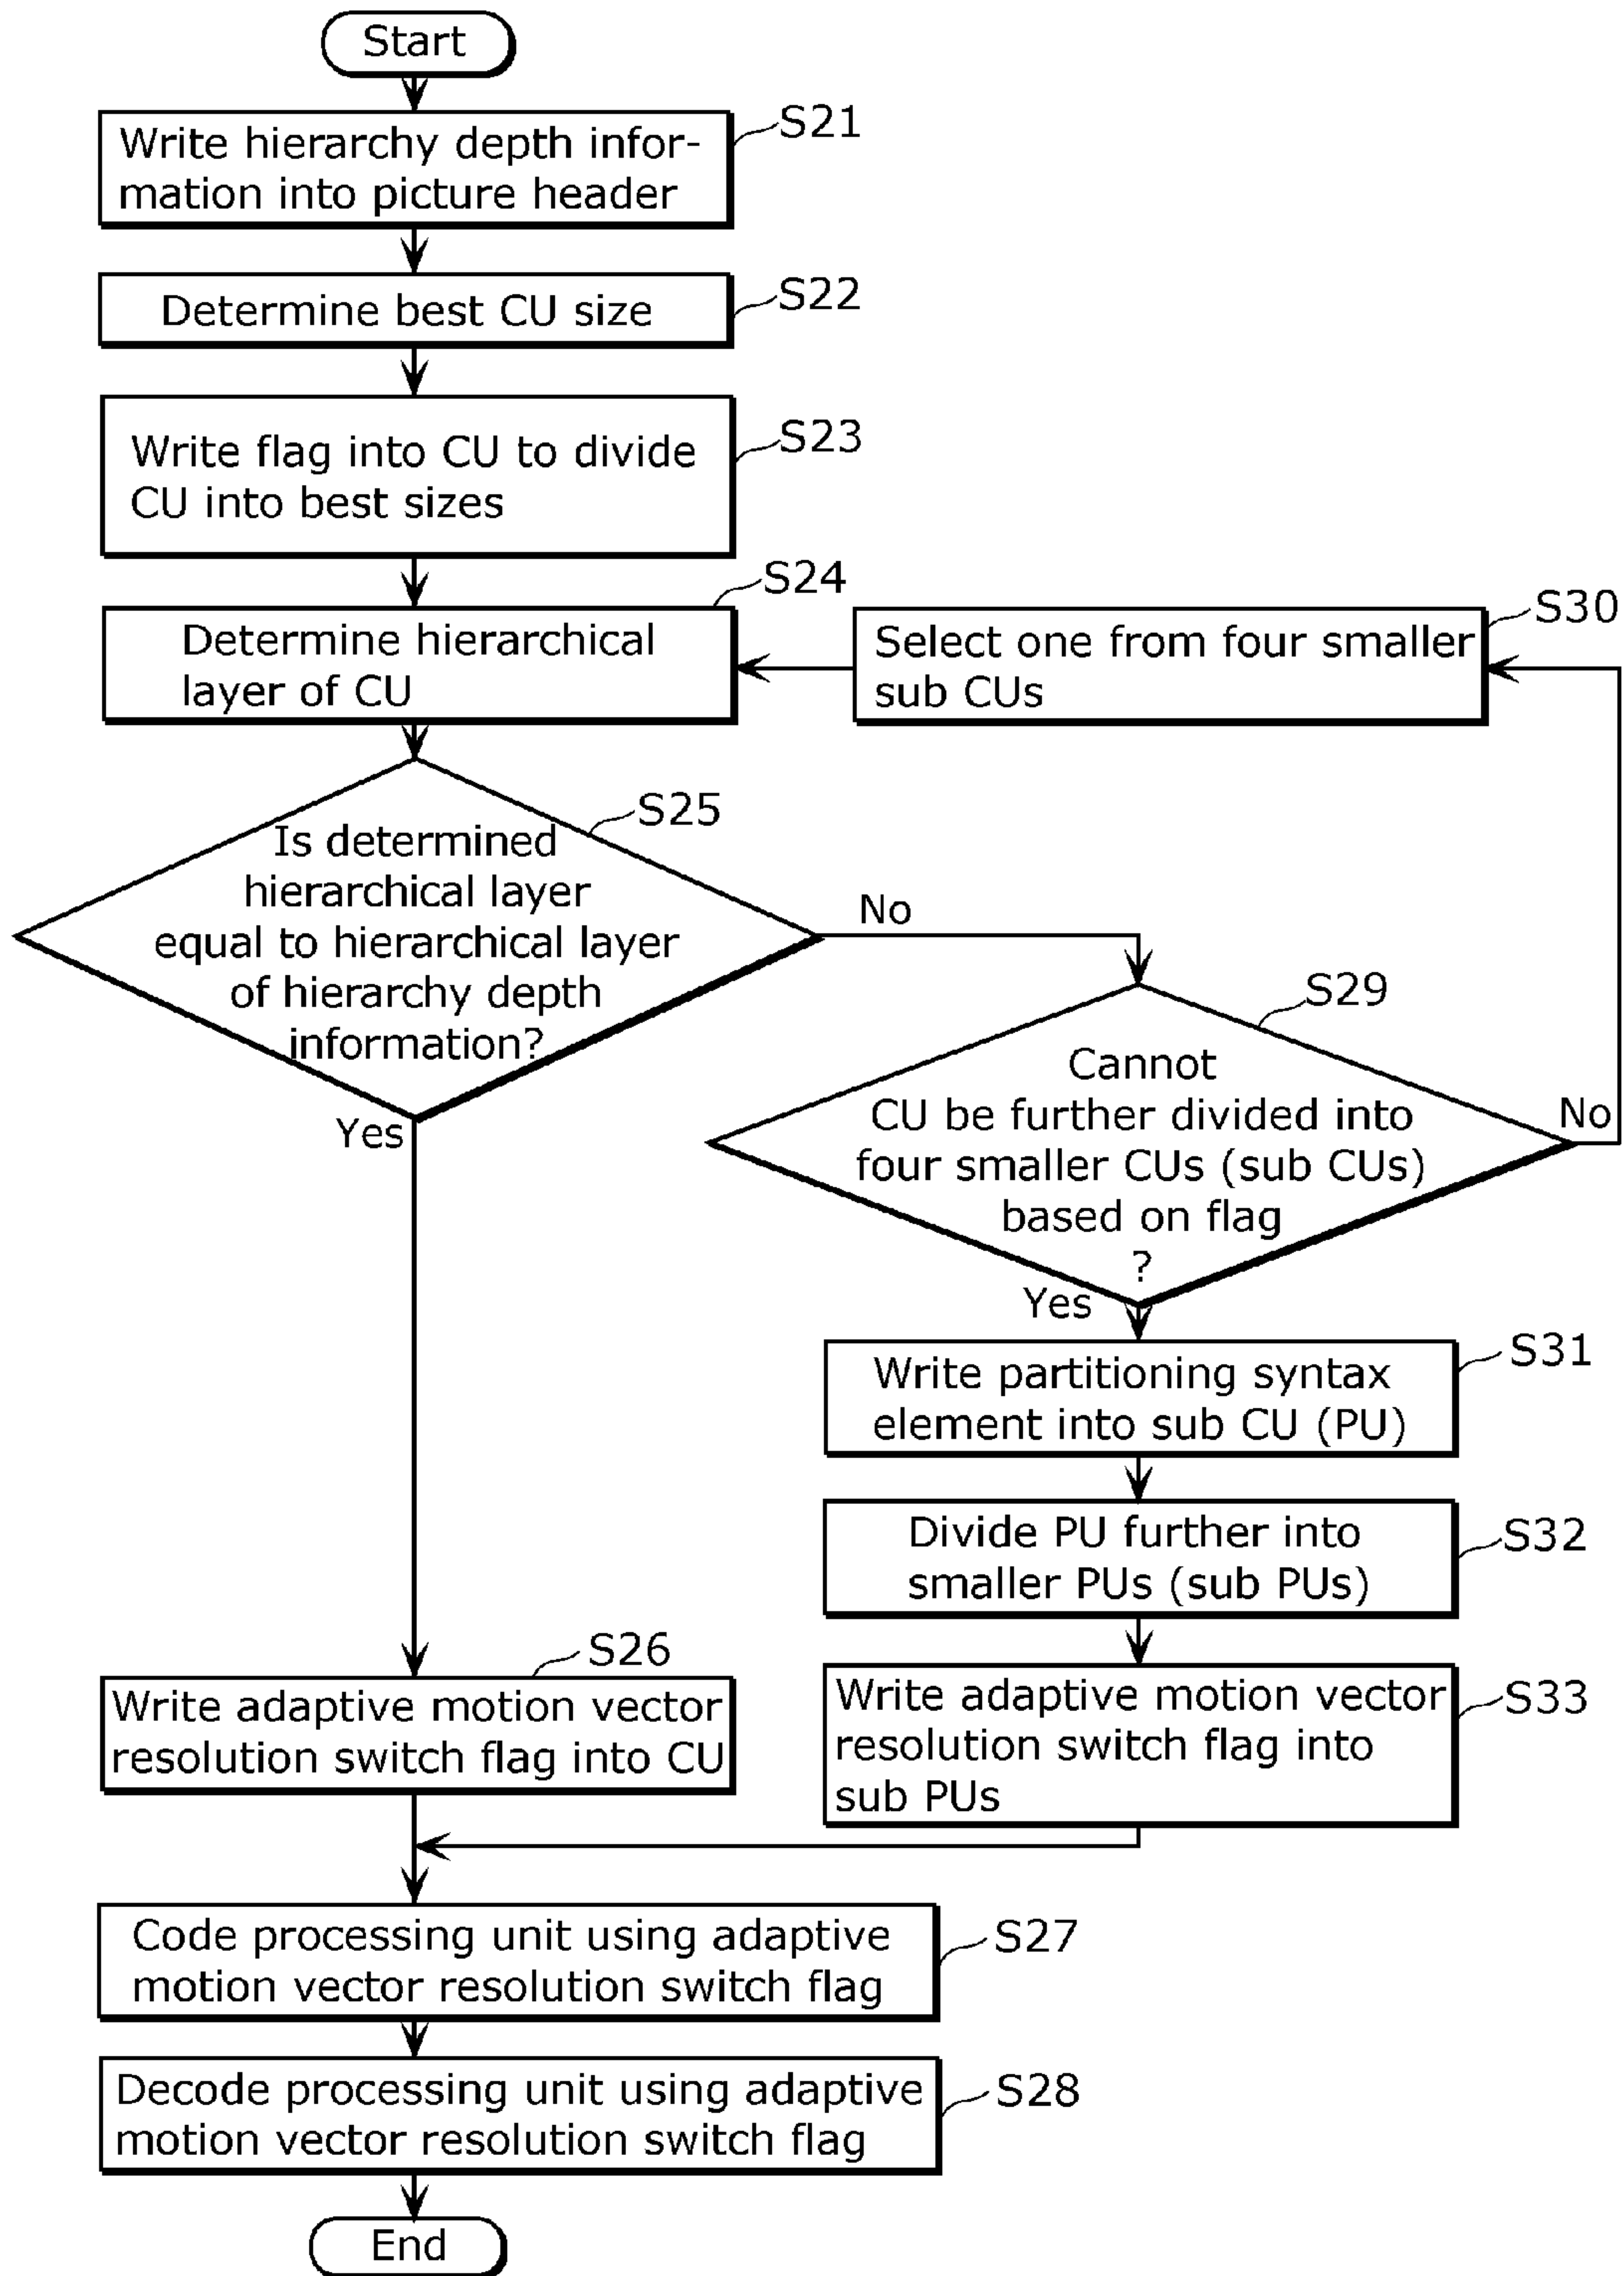 Start
Write hierarchy depth infor-
mation into picture header
S21
Determine best CU size
S22
Write flag into CU to divide
CU into best sizes
S23
S24
Determine hierarchical
layer of CU
S30
Select one from four smaller
sub CUs
S25
Is determined
hierarchical layer
equal to hierarchical layer
of hierarchy depth
information?
No
Yes
S29
Cannot
CU be further divided into
four smaller CUs (sub CUs)
based on flag
?
No
Yes
S31
Write partitioning syntax
element into sub CU (PU)
S32
Divide PU further into
smaller PUs (sub PUs)
S26
Write adaptive motion vector
resolution switch flag into CU
S33
Write adaptive motion vector
resolution switch flag into
sub PUs
Code processing unit using adaptive
motion vector resolution switch flag
S27
Decode processing unit using adaptive
motion vector resolution switch flag
S28
End